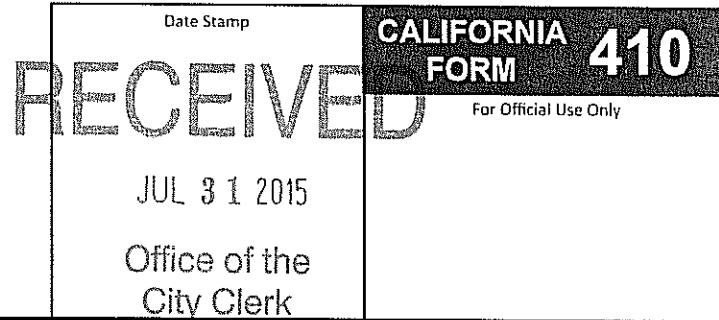 Date Stamp
RECEIVED
JUL 31 2015
Office of the
City Clerk
CALIFORNIA
FORM
410
For Official Use Only